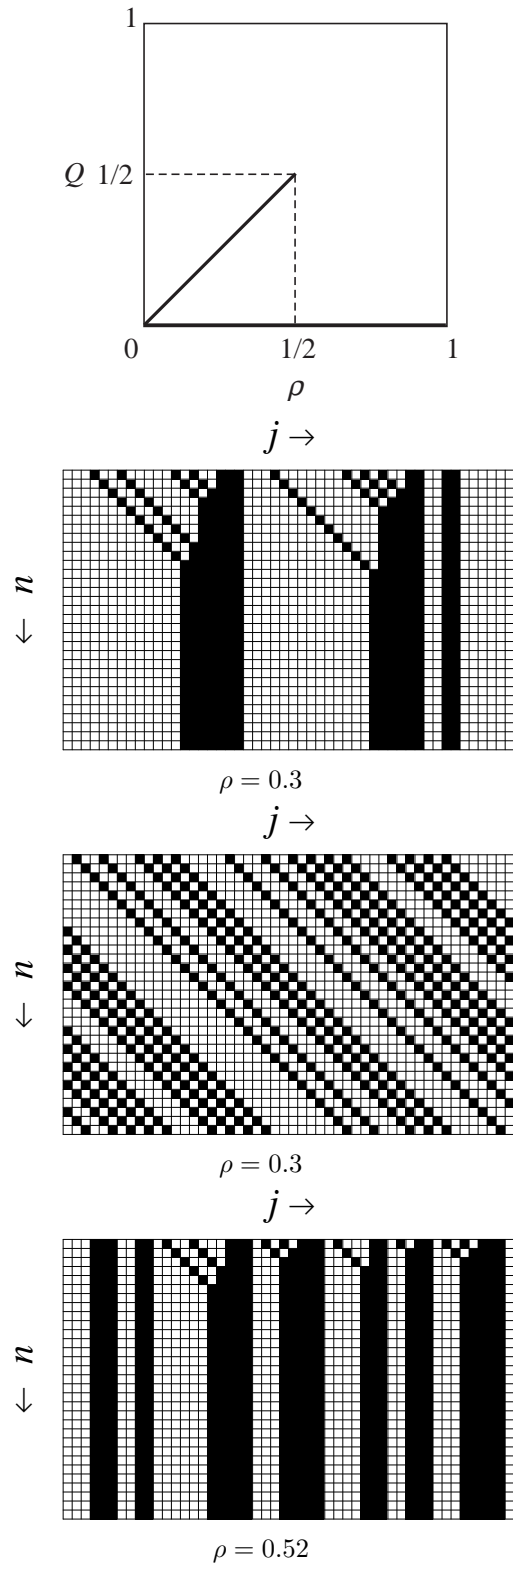 1
Q 1/2
0 1/2 1
ρ
j →
n →
ρ = 0.3
j →
n →
ρ = 0.3
j →
n →
ρ = 0.52